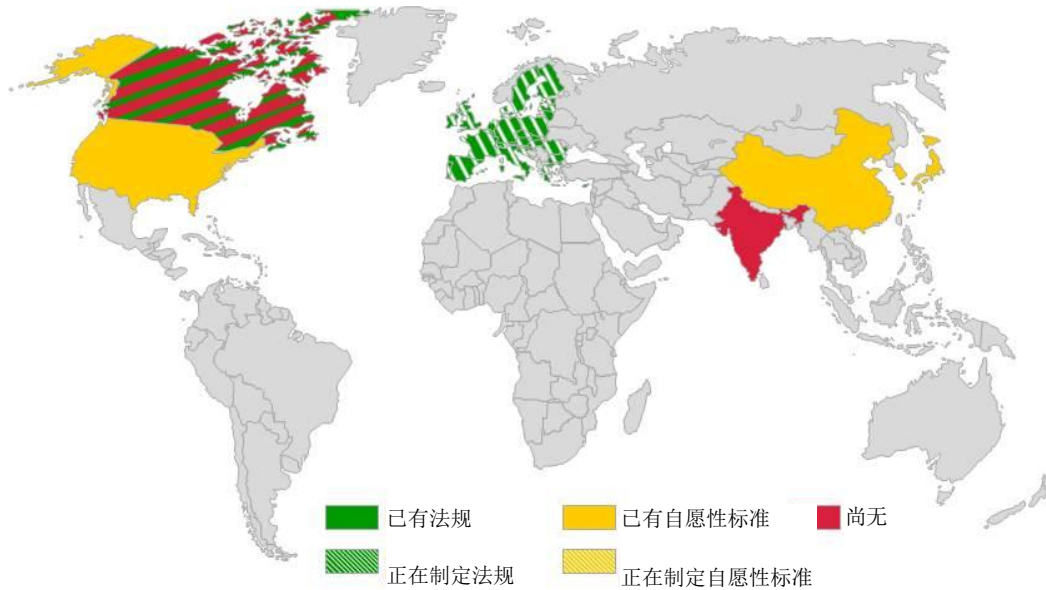 已有法规
已有自愿性标准
尚无
正在制定法规
正在制定自愿性标准